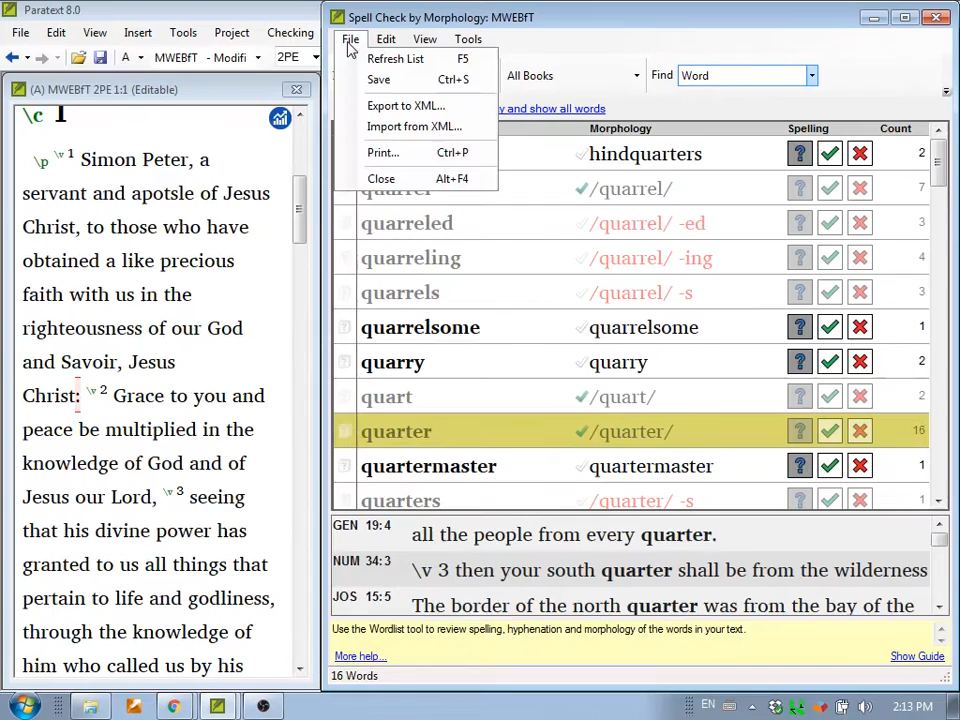 Paratext 8.0
File Edit View Insert Tools Project Checking
A MWEBfT - Modifi 2PE
(A) MWEBfT 2PE 1:1 (Editable)
\c 1
\p \v 1 Simon Peter, a
servant and apotsle of Jesus
Christ, to those who have
obtained a like precious
faith with us in the
righteousness of our God
and Savoir, Jesus
Christ: \v 2 Grace to you and
peace be multiplied in the
knowledge of God and of
Jesus our Lord, \v 3 seeing
that his divine power has
granted to us all things that
pertain to life and godliness,
through the knowledge of
him who called us by his
Spell Check by Morphology: MWEBfT
File Edit View Tools
Refresh List F5
Save Ctrl+S
Export to XML...
Import from XML...
Print... Ctrl+P
Close Alt+F4
All Books Find Word
y and show all words
Morphology Spelling Count
hindquarters 2
/quarrel/ 7
quarreled /quarrel/ -ed 3
quarreling /quarrel/ -ing 4
quarrels /quarrel/ -s 3
quarrelsome quarrelsome 1
quarry quarry 2
quart /quart/ 2
quarter /quarter/ 16
quartermaster quartermaster 1
quarters /quarter/ -s 1
GEN 19:4 all the people from every quarter.
NUM 34:3 \v 3 then your south quarter shall be from the wilderness
JOS 15:5 The border of the north quarter was from the bay of the
Use the Wordlist tool to review spelling, hyphenation and morphology of the words in your text.
More help... Show Guide
16 Words
EN 2:13 PM